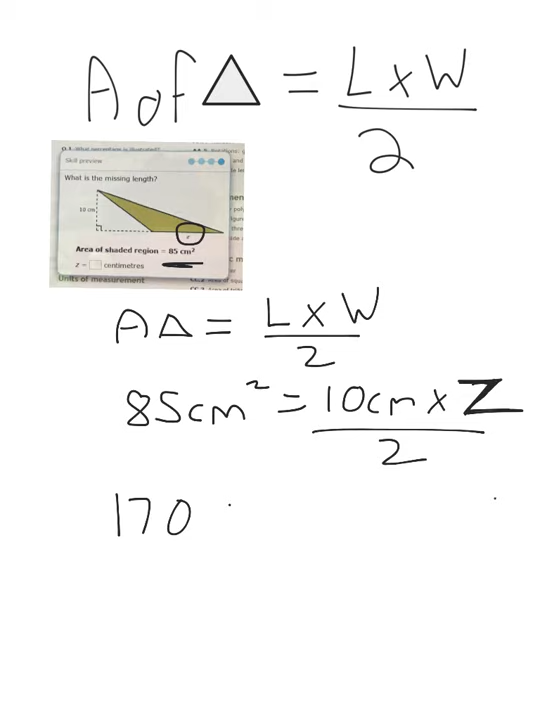 A of △ = L x W
2
Skill preview
What is the missing length?
10 cm
z
Area of shaded region = 85 cm²
z = centimetres
Units of measurement
A△ = L x W
2
85cm² = 10cm x Z
2
170